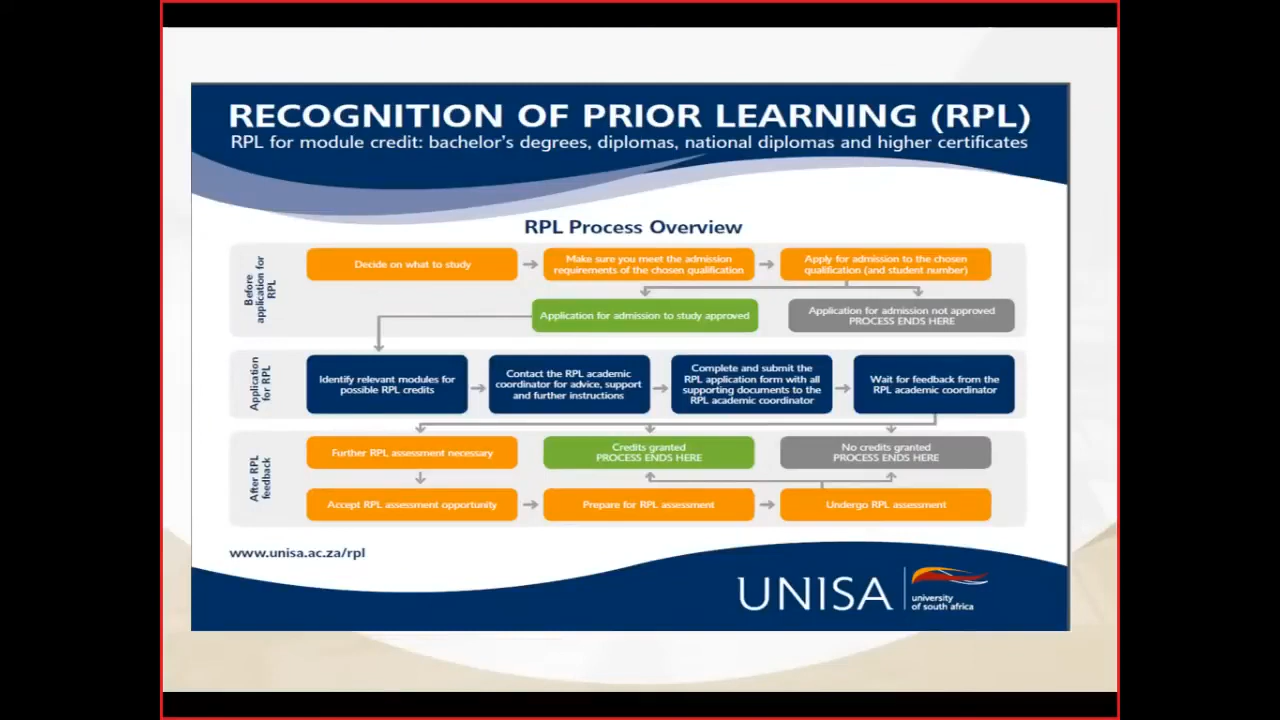 RECOGNITION OF PRIOR LEARNING (RPL)
RPL for module credit: bachelor's degrees, diplomas, national diplomas and higher certificates
RPL Process Overview
Before
application for
RPL
Decide on what to study
Make sure you meet the admission
requirements of the chosen qualification
Apply for admission to the chosen
qualification (and student number)
Application for admission to study approved
Application for admission not approved
PROCESS ENDS HERE
Application
for RPL
Identify relevant modules for
possible RPL credits
Contact the RPL academic
coordinator for advice, support
and further instructions
Complete and submit the
RPL application form with all
supporting documents to the
RPL academic coordinator
Wait for feedback from the
RPL academic coordinator
After RPL
feedback
Further RPL assessment necessary
Credits granted
PROCESS ENDS HERE
No credits granted
PROCESS ENDS HERE
Accept RPL assessment opportunity
Prepare for RPL assessment
Undergo RPL assessment
www.unisa.ac.za/rpl
UNISA
university
of south africa